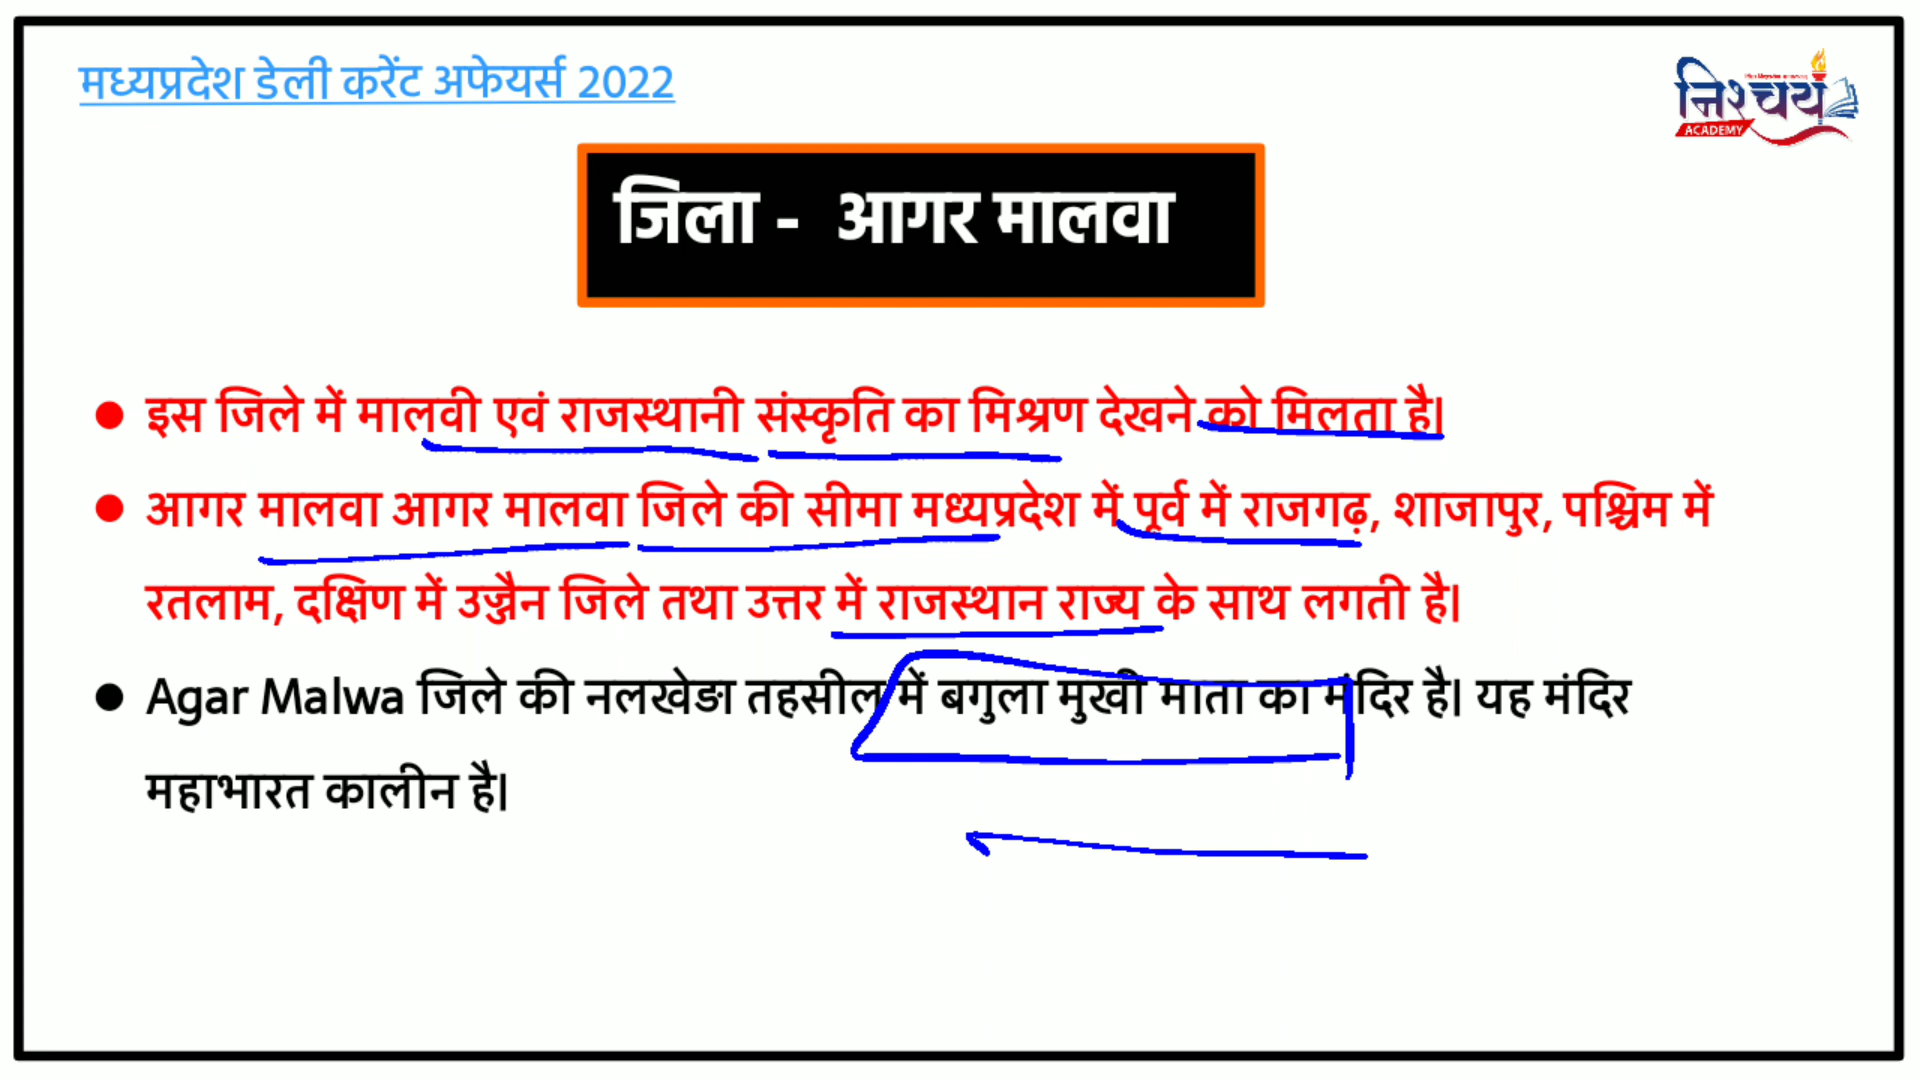 मध्यप्रदेश डेली करेंट अफेयर्स 2022
निश्चय
ACADEMY
जिला - आगर मालवा
इस जिले में मालवी एवं राजस्थानी संस्कृति का मिश्रण देखने को मिलता है।
आगर मालवा आगर मालवा जिले की सीमा मध्यप्रदेश में पूर्व में राजगढ़, शाजापुर, पश्चिम में
रतलाम, दक्षिण में उज्जैन जिले तथा उत्तर में राजस्थान राज्य के साथ लगती है।
Agar Malwa जिले की नलखेङा तहसील में बगुला मुखी माता का मंदिर है। यह मंदिर
महाभारत कालीन है।